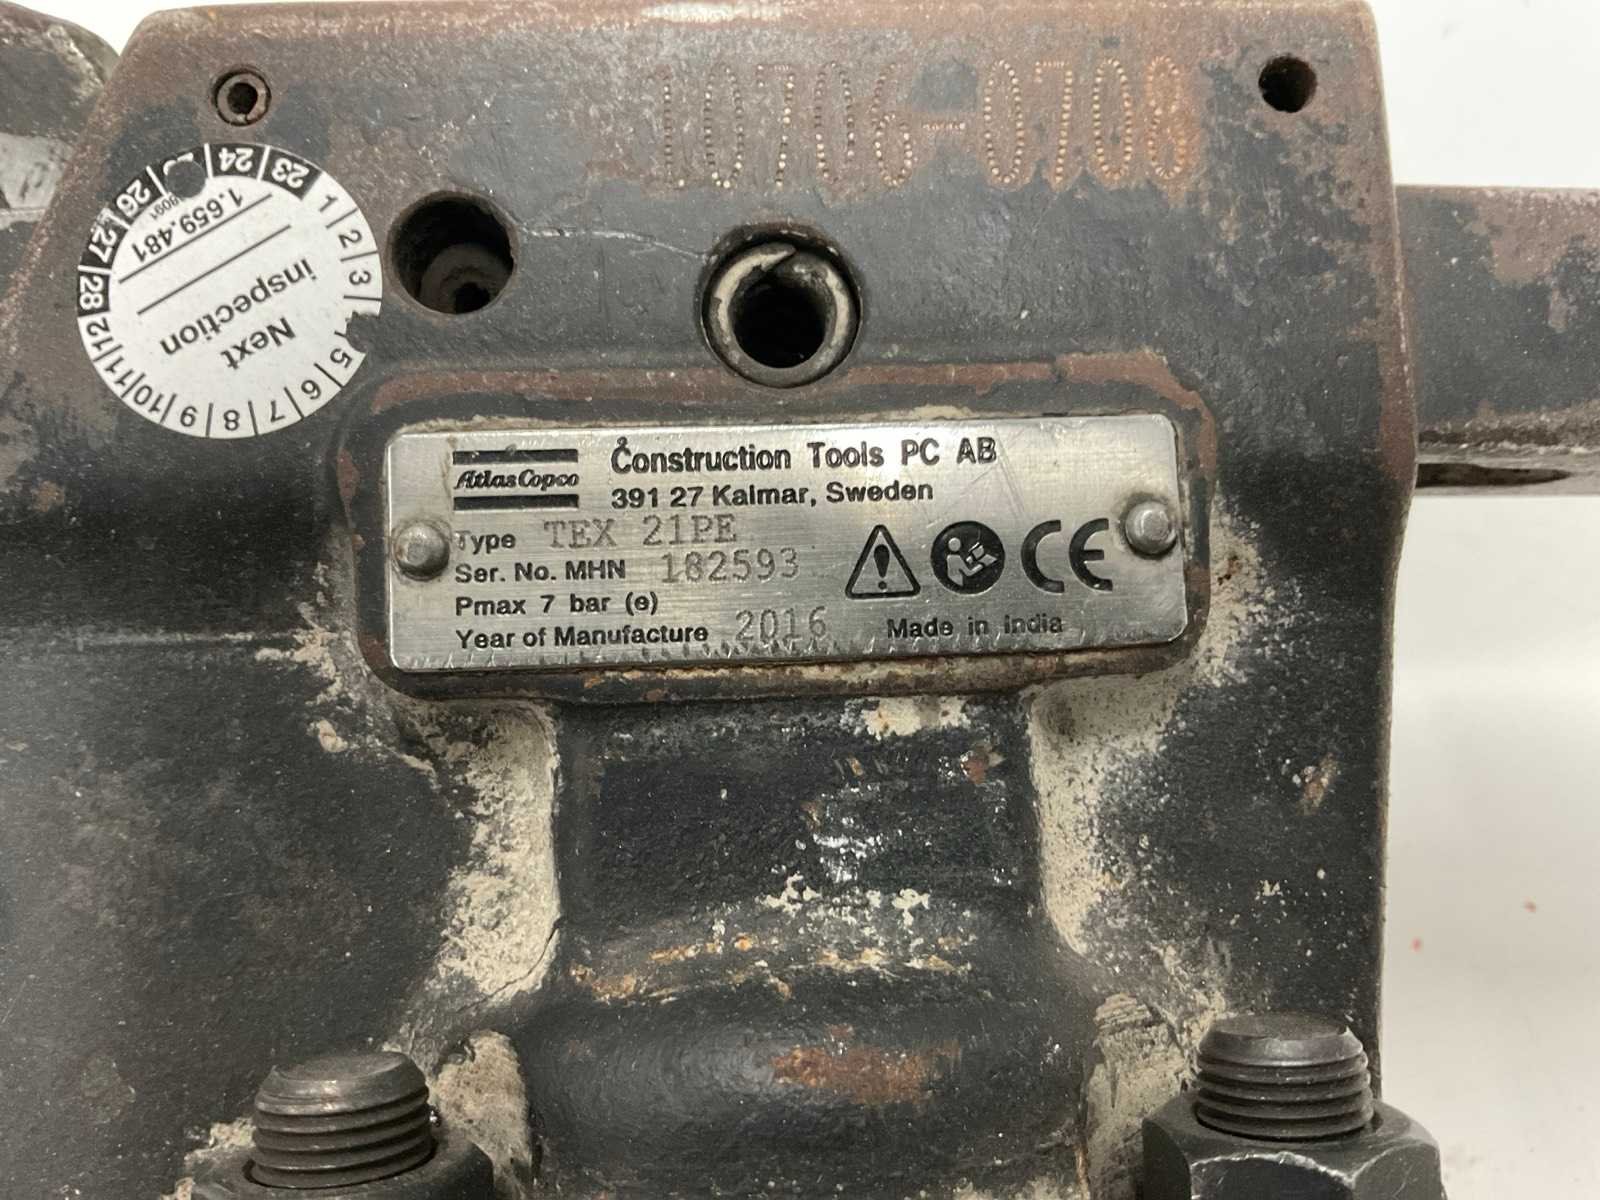 10706-0708
23 24 26 27 28
1 2 3 5 6 7 8 9 10 11 12
1.659.481
Next
inspection
Atlas Copco
Construction Tools PC AB
391 27 Kalmar, Sweden
Type TEX 21PE
Ser. No. MHN 182593
Pmax 7 bar (e)
Year of Manufacture 2016
Made in India
CE